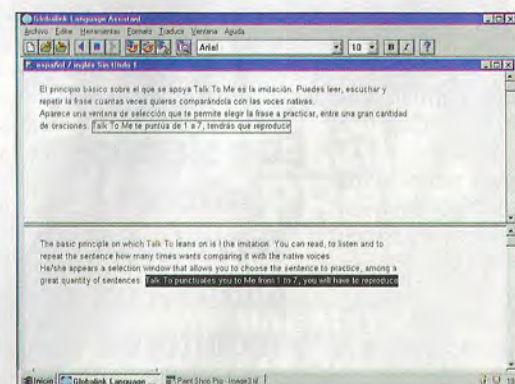 Globalink Language Assistant
Archivo Editar Herramientas Formato Traducir Ventana Ayuda
Ariel 10 B I ?
español / inglés Sin título 1
El principio básico sobre el que se apoya Talk To Me es la imitación. Puedes leer, escuchar y
repetir la frase cuantas veces quieras comparándola con las voces nativas.
Aparece una ventana de selección que te permite elegir la frase a practicar, entre una gran cantidad
de oraciones. Talk To Me te puntúa de 1 a 7, tendrás que reproducir
The basic principle on which Talk To leans on is I the imitation. You can read, to listen and to
repeat the sentence how many times wants comparing it with the native voices.
He/she appears a selection window that allows you to choose the sentence to practice, among a
great quantity of sentences. Talk To punctuates you to Me from 1 to 7, you will have to reproduce
Inicio Globalink Language ... Paint Shop Pro - Image3.tif